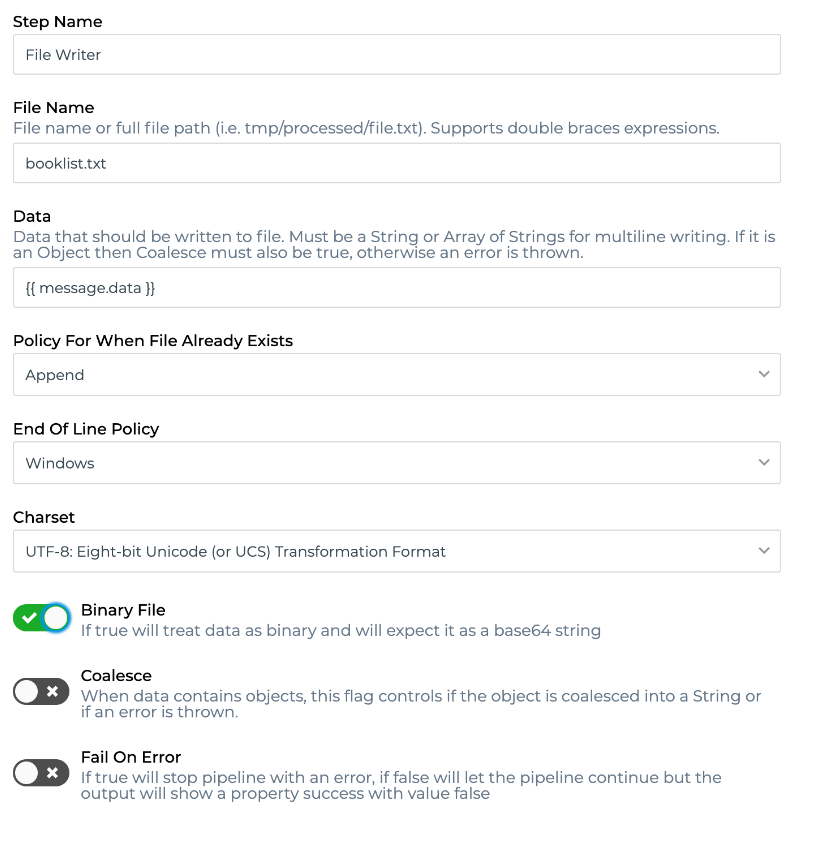 Step Name
File Writer
File Name
File name or full file path (i.e. tmp/processed/file.txt). Supports double braces expressions.
booklist.txt
Data
Data that should be written to file. Must be a String or Array of Strings for multiline writing. If it is
an Object then Coalesce must also be true, otherwise an error is thrown.
{{ message.data }}
Policy For When File Already Exists
Append
End Of Line Policy
Windows
Charset
UTF-8: Eight-bit Unicode (or UCS) Transformation Format
Binary File
If true will treat data as binary and will expect it as a base64 string
Coalesce
When data contains objects, this flag controls if the object is coalesced into a String or
if an error is thrown.
Fail On Error
If true will stop pipeline with an error, if false will let the pipeline continue but the
output will show a property success with value false